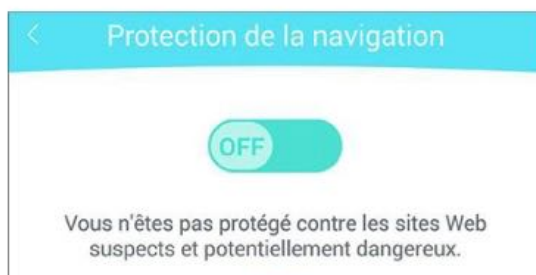 Protection de la navigation
OFF
Vous n'êtes pas protégé contre les sites Web
suspects et potentiellement dangereux.